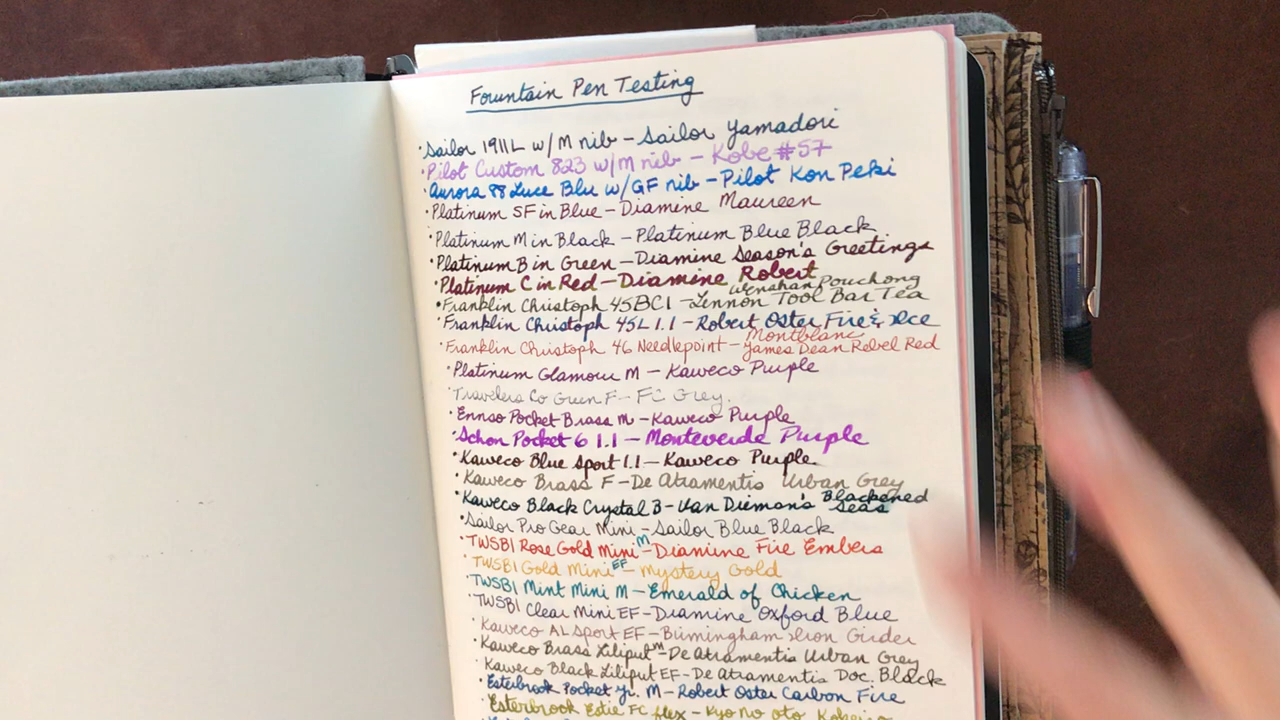 Fountain Pen Testing
·Sailor 1911L w/M nib – Sailor Yamadori
·Pilot Custom 823 w/M nib – Kobe #57
·Aurora 88 Luce Blu w/GF nib – Pilot Kon Peki
·Platinum SF in Blue – Diamine Maureen
·Platinum M in Black – Platinum Blue Black
·Platinum B in Green – Diamine Season's Greetings
·Platinum C in Red – Diamine Robert
Wenshan Pouchong
·Franklin Christoph 45BC1 – Lennon Tool Bar Tea
·Franklin Christoph 45L 1.1 – Robert Oster Fire & Ice
Montblanc
·Franklin Christoph 46 Needlepoint – James Dean Rebel Red
·Platinum Glamour M – Kaweco Purple
·Travelers Co Green F – FC Grey.
·Ensso Pocket Brass M – Kaweco Purple
·Schon Pocket 6 1.1 – Monteverde Purple
·Kaweco Blue Sport 1.1 – Kaweco Purple
·Kaweco Brass F – De Atramentis Urban Grey
·Kaweco Black Crystal B – Van Dieman's Blackened
Seas
·Sailor Pro Gear Mini – Sailor Blue Black
·TWSBI Rose Gold Mini M – Diamine Fire Embers
·TWSBI Gold Mini EF – Mystery Gold
·TWSBI Mint Mini M – Emerald of Chicken
·TWSBI Clear Mini EF – Diamine Oxford Blue
·Kaweco AL Sport EF – Birmingham Iron Girder
·Kaweco Brass Liliput M – De Atramentis Urban Grey
·Kaweco Black Liliput EF – De Atramentis Doc. Black
·Esterbrook Pocket Jr. M – Robert Oster Carbon Fire
·Esterbrook Estie FC flex – Kyo no oto